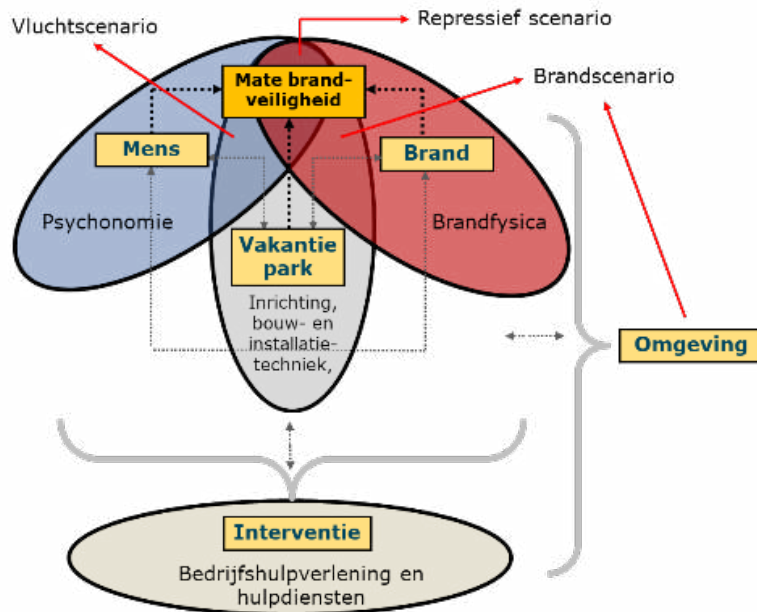 Repressief scenario
Vluchtscenario
Mate brand-
veiligheid
Brandscenario
Mens
Brand
Psychonomie
Brandfysica
Vakantie
park
Inrichting,
bouw- en
installatie-
techniek,
Omgeving
Interventie
Bedrijfshulpverlening en
hulpdiensten